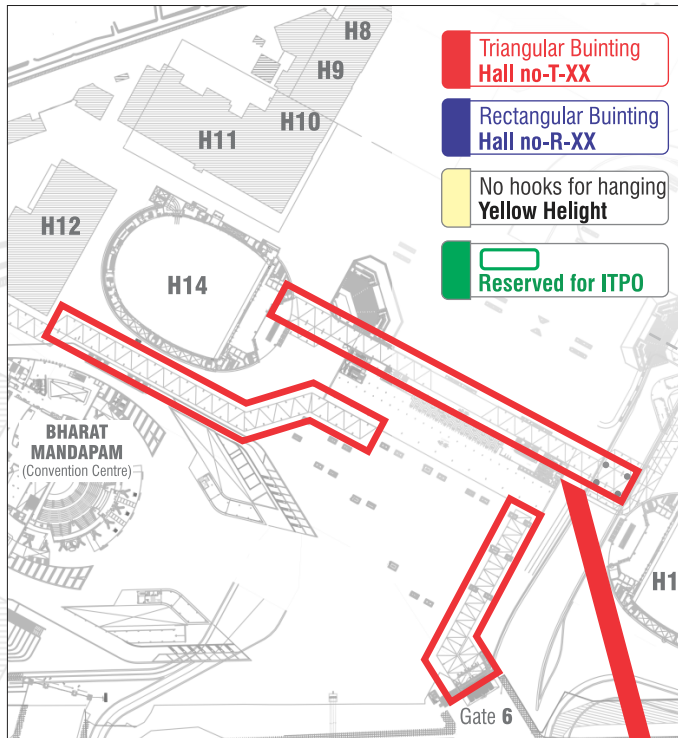 H8
H9
H10
H11
H12
H14
Triangular Buinting
Hall no-T-XX
Rectangular Buinting
Hall no-R-XX
No hooks for hanging
Yellow Helight
Reserved for ITPO
BHARAT
MANDAPAM
(Convention Centre)
H1
Gate 6